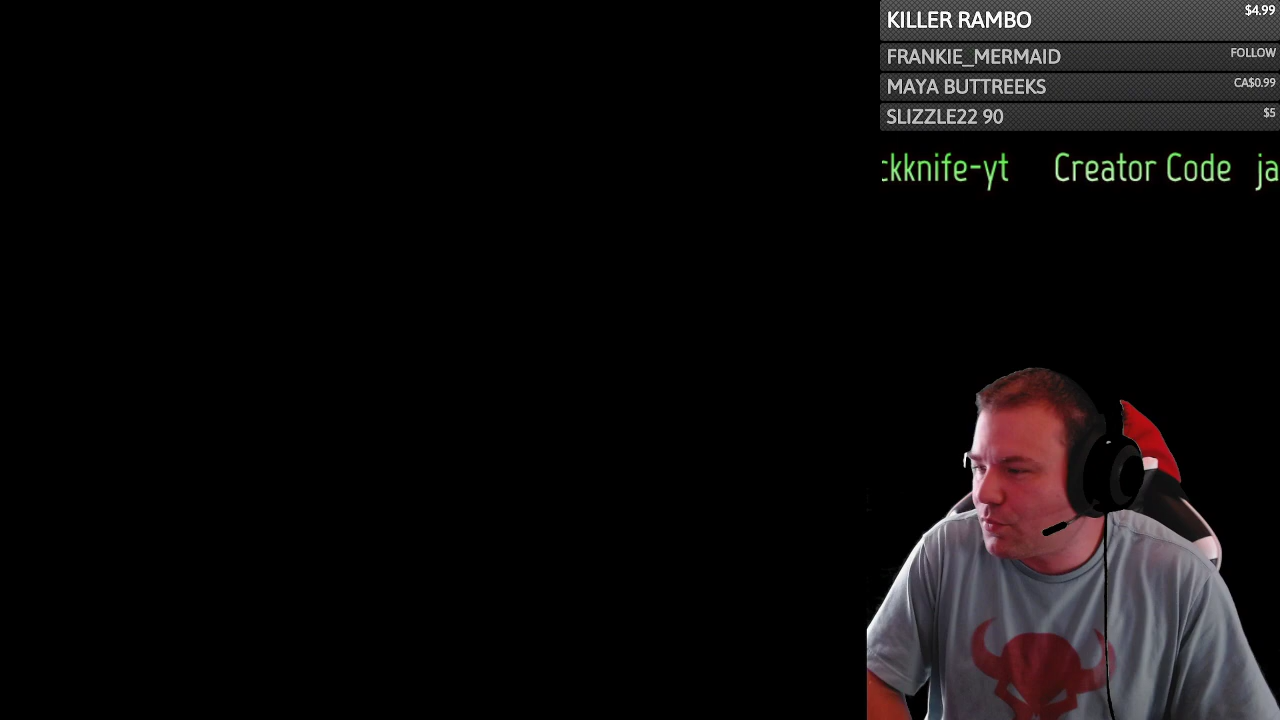 KILLER RAMBO $4.99
FRANKIE_MERMAID FOLLOW
MAYA BUTTREEKS CA$0.99
SLIZZLE22 90 $5
ckknife-yt Creator Code ja